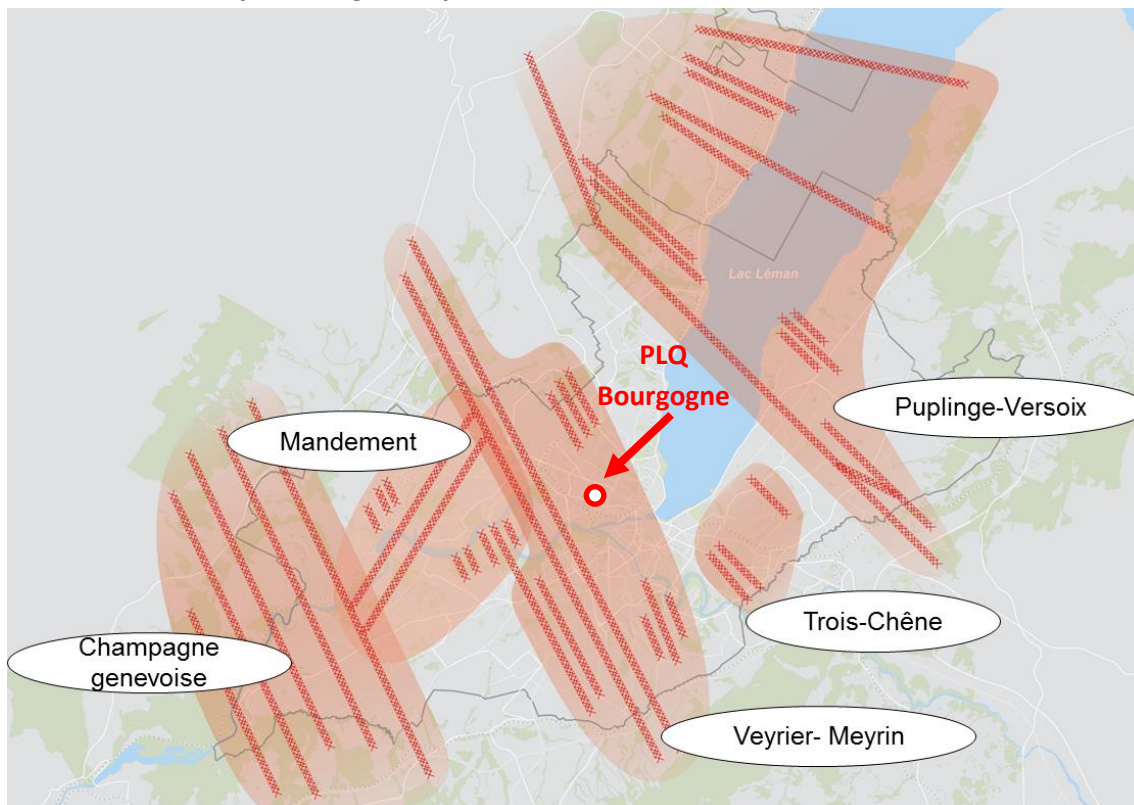 Lac Léman
PLQ
Bourgogne
Puplinge-Versoix
Mandement
Trois-Chêne
Champagne
genevoise
Veyrier- Meyrin